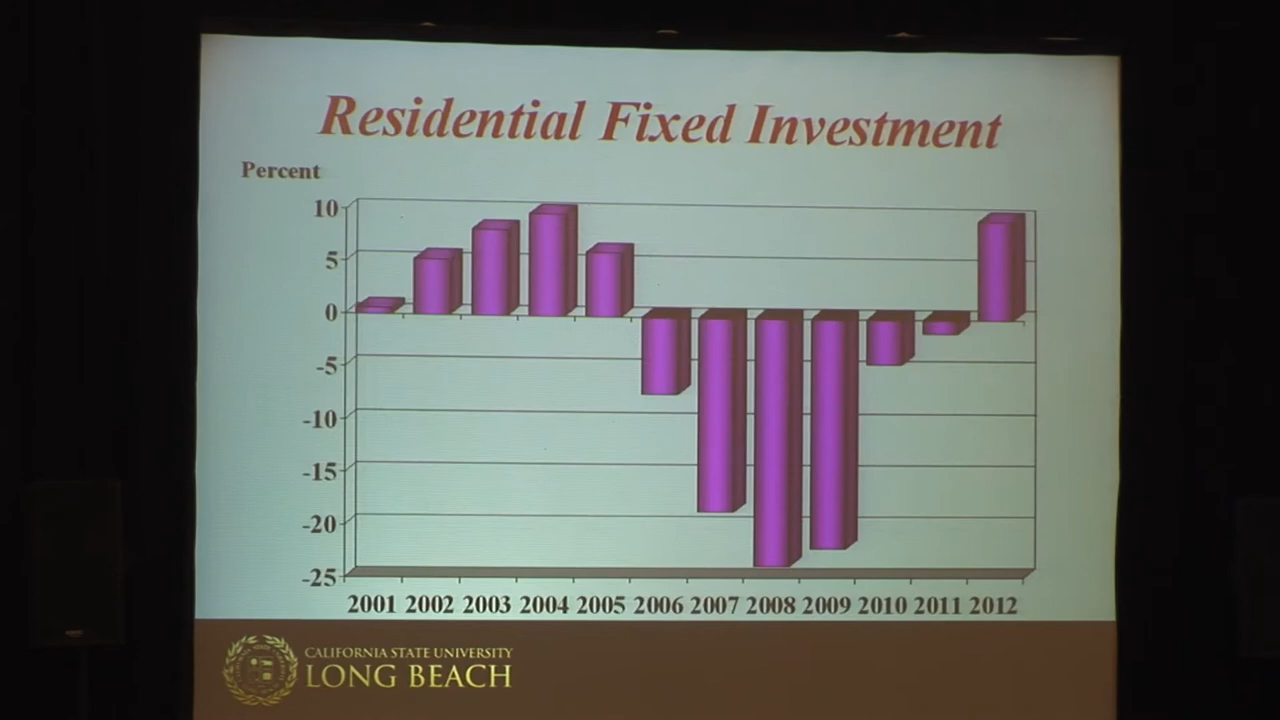 Residential Fixed Investment
Percent
10
5
0
-5
-10
-15
-20
-25
2001 2002 2003 2004 2005 2006 2007 2008 2009 2010 2011 2012
CALIFORNIA STATE UNIVERSITY
LONG BEACH